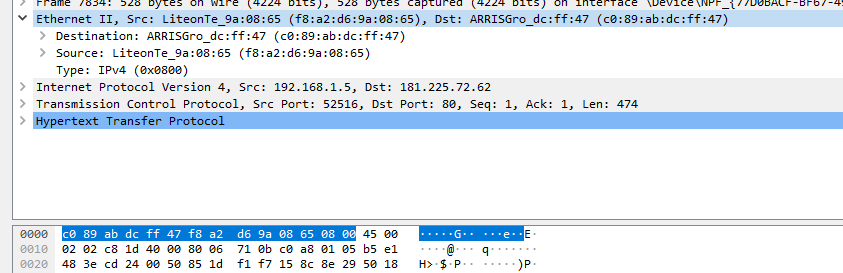 Frame 7834: 528 bytes on wire (4224 bits), 528 bytes captured (4224 bits) on interface \Device\NPF_{77D0BACF-BF67-49
Ethernet II, Src: LiteonTe_9a:08:65 (f8:a2:d6:9a:08:65), Dst: ARRISGro_dc:ff:47 (c0:89:ab:dc:ff:47)
Destination: ARRISGro_dc:ff:47 (c0:89:ab:dc:ff:47)
Source: LiteonTe_9a:08:65 (f8:a2:d6:9a:08:65)
Type: IPv4 (0x0800)
Internet Protocol Version 4, Src: 192.168.1.5, Dst: 181.225.72.62
Transmission Control Protocol, Src Port: 52516, Dst Port: 80, Seq: 1, Ack: 1, Len: 474
Hypertext Transfer Protocol
0000 c0 89 ab dc ff 47 f8 a2 d6 9a 08 65 08 00 45 00 ·····G·· ···e··E·
0010 02 02 c8 1d 40 00 80 06 71 0b c0 a8 01 05 b5 e1 ····@··· q·······
0020 48 3e cd 24 00 50 85 1d f1 f7 15 8c 8e 29 50 18 H>·$·P·· ·····)P·